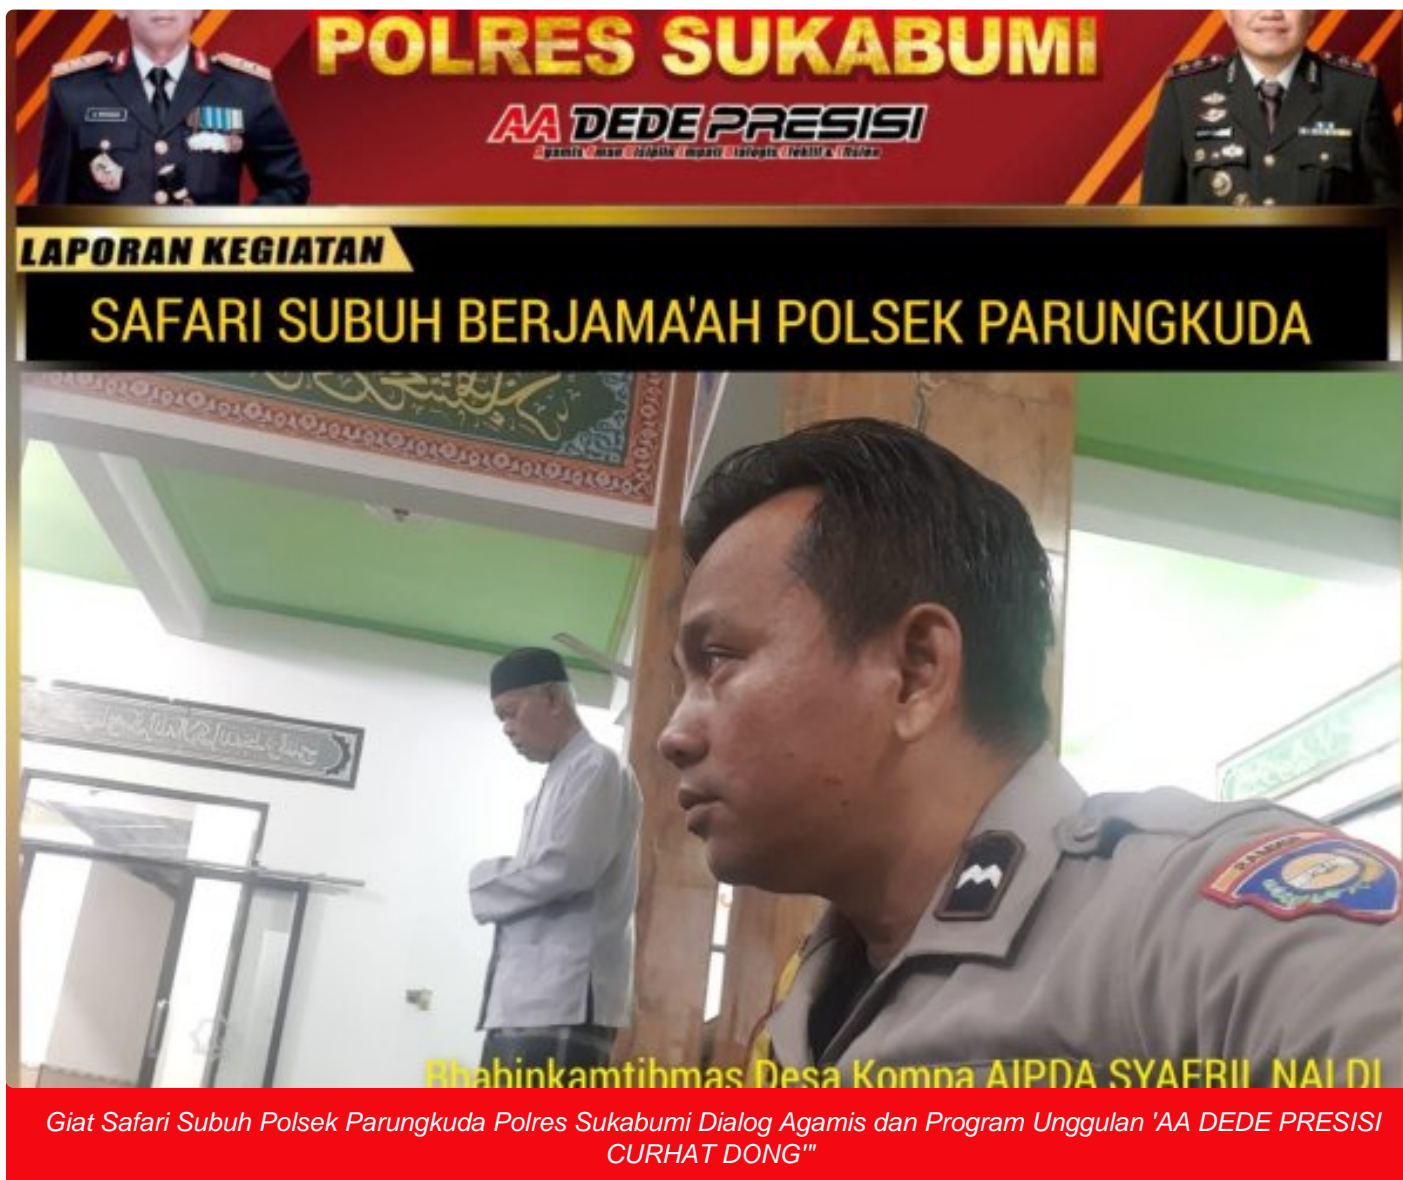 POLRES SUKABUMI
AA DEDE PRESISI
LAPORAN KEGIATAN
SAFARI SUBUH BERJAMA'AH POLSEK PARUNGKUDA
Bhabinkamtibmas Desa Kompa AIPDA SYAFRIL NALDI
Giat Safari Subuh Polsek Parungkuda Polres Sukabumi Dialog Agamis dan Program Unggulan 'AA DEDE PRESISI
CURHAT DONG'"